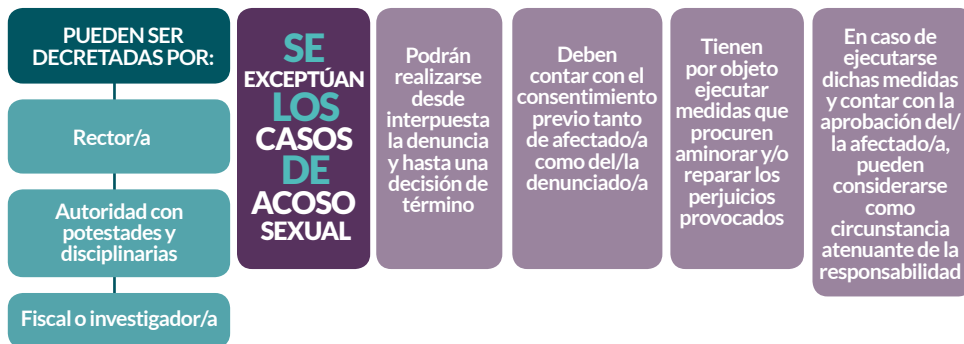 PUEDEN SER
DECRETADAS POR:
Rector/a
Autoridad con
potestades y
disciplinarias
Fiscal o investigador/a
SE
EXCEPTÚAN
LOS
CASOS
DE
ACOSO
SEXUAL
Podrán
realizarse
desde
interpuesta
la denuncia
y hasta una
decisión de
término
Deben
contar con el
consentimiento
previo tanto
de afectado/a
como del/la
denunciado/a
Tienen
por objeto
ejecutar
medidas que
procuren
aminorar y/o
reparar los
perjuicios
provocados
En caso de
ejecutarse
dichas medidas
y contar con la
aprobación del/
la afectado/a,
pueden
considerarse
como
circunstancia
atenuante de la
responsabilidad